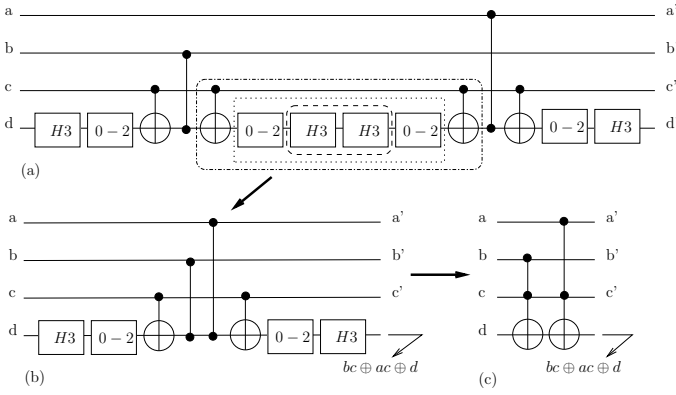 a a'
b b
c c'
d H3 0-2 0-2 H3 H3 0-2 0-2 H3 d
(a)
a a'
b b'
c c'
d H3 0-2 0-2 H3
bc ⊕ ac ⊕ d
(b)
a a'
b b'
c c'
d
bc ⊕ ac ⊕ d
(c)